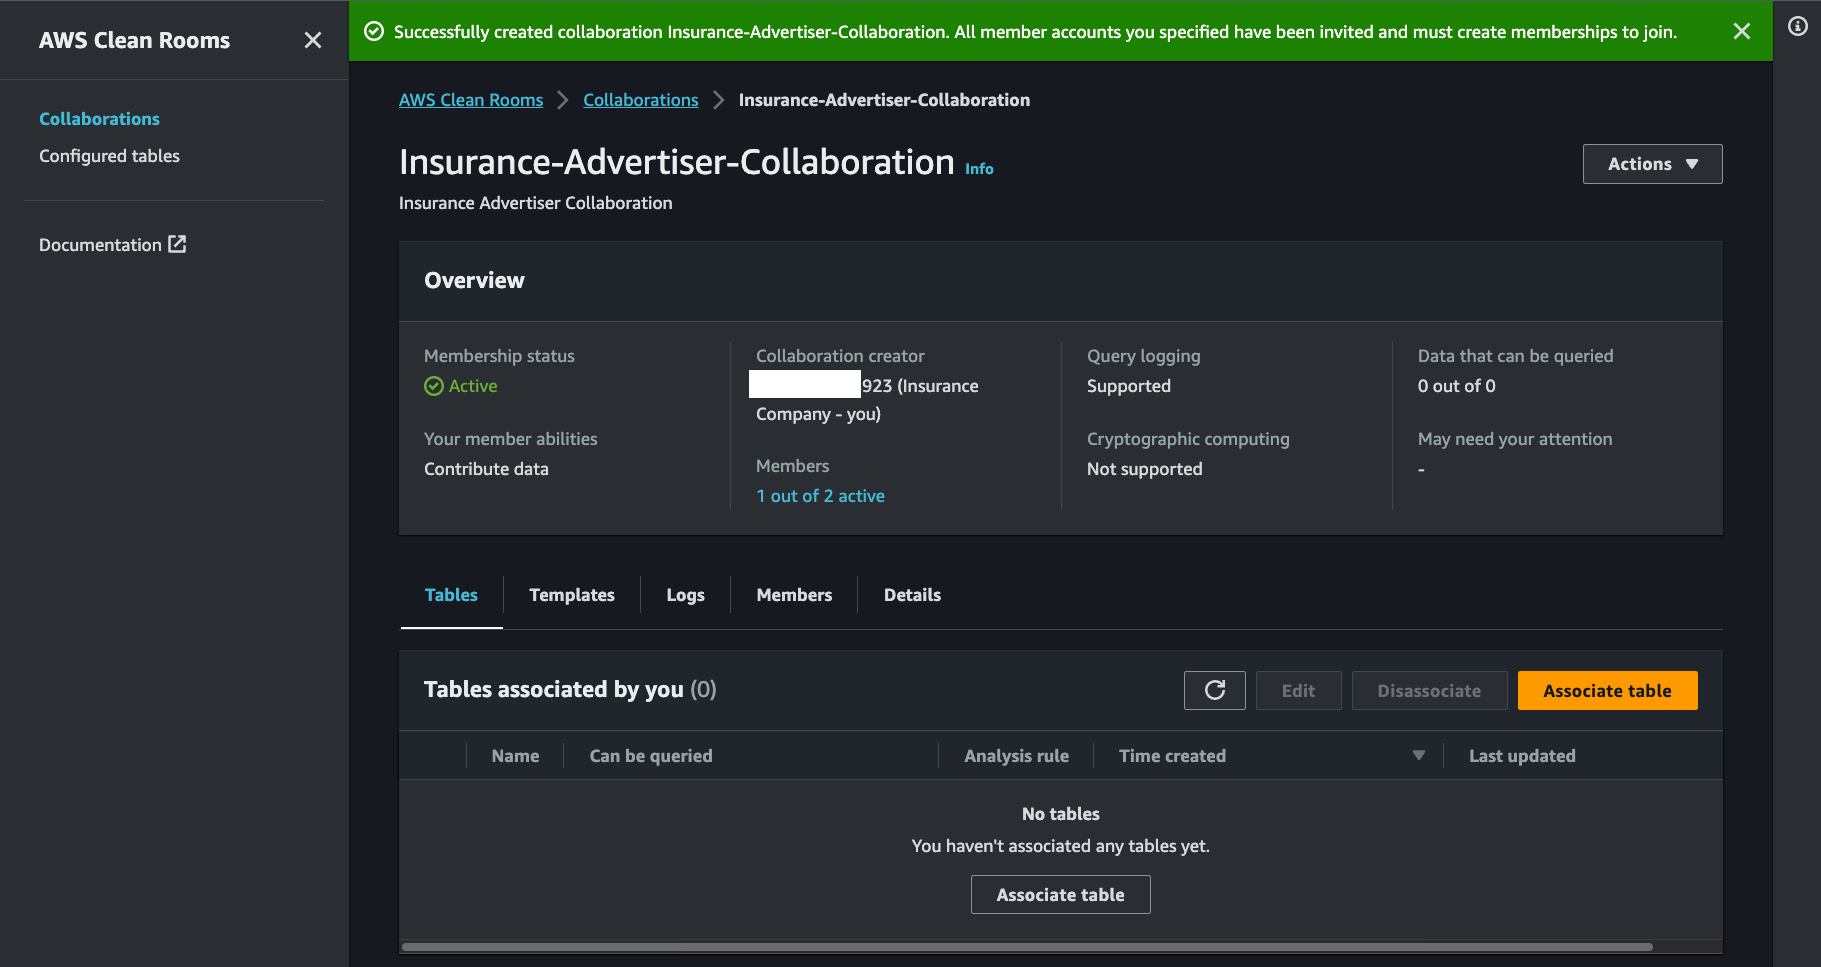 AWS Clean Rooms
Successfully created collaboration Insurance-Advertiser-Collaboration. All member accounts you specified have been invited and must create memberships to join.
Collaborations
Configured tables
Documentation
AWS Clean Rooms > Collaborations > Insurance-Advertiser-Collaboration
Insurance-Advertiser-Collaboration Info
Actions
Insurance Advertiser Collaboration
Overview
Membership status
Active
Your member abilities
Contribute data
Collaboration creator
923 (Insurance
Company - you)
Members
1 out of 2 active
Query logging
Supported
Cryptographic computing
Not supported
Data that can be queried
0 out of 0
May need your attention
-
Tables Templates Logs Members Details
Tables associated by you (0)
Edit Disassociate Associate table
Name Can be queried Analysis rule Time created Last updated
No tables
You haven't associated any tables yet.
Associate table